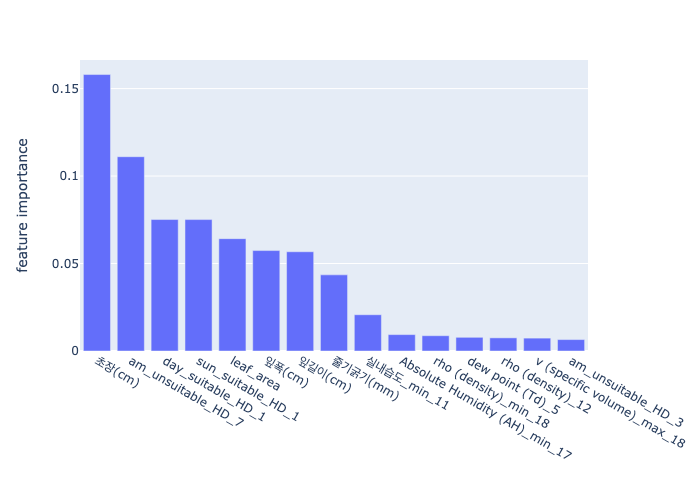 feature importance
0.15
0.1
0.05
0
초장(cm)
am_unsuitable_HD_7
day_suitable_HD_1
sun_suitable_HD_1
leaf_area
잎폭(cm)
잎길이(cm)
줄기굵기(mm)
실내습도_min_11
Absolute Humidity (AH)_min_17
rho (density)_min_18
dew point (Td)_5
rho (density)_12
v (specific volume)_max_18
am_unsuitable_HD_3